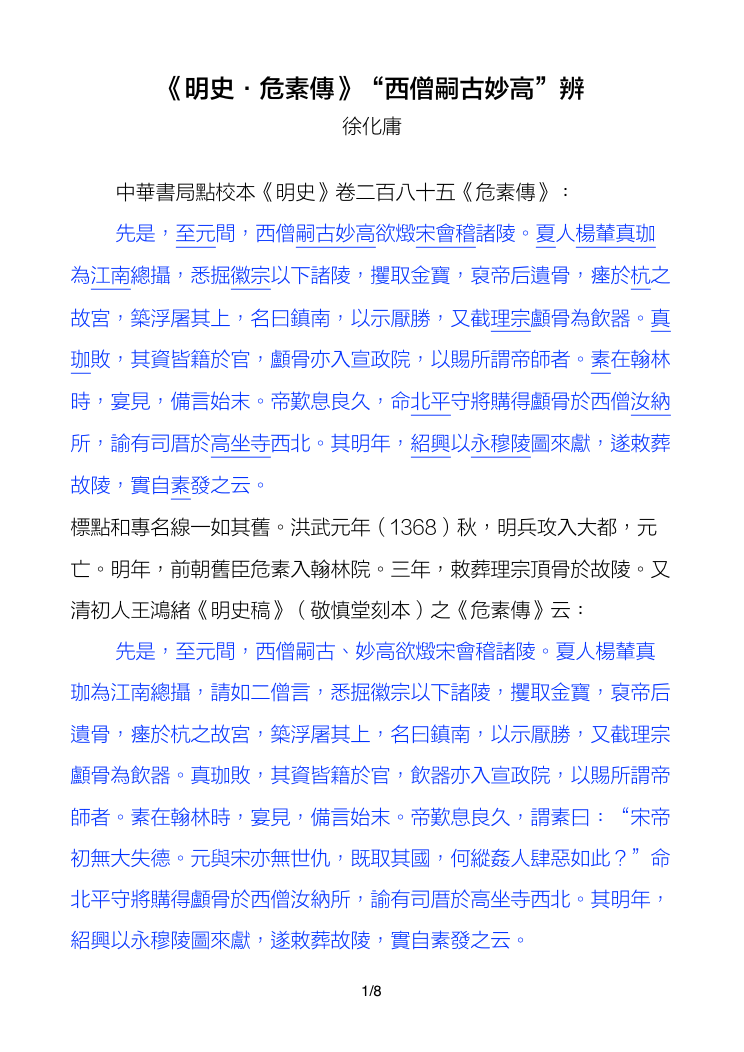 《明史·危素傳》“西僧嗣古妙高”辨
徐化庸
中華書局點校本《明史》卷二百八十五《危素傳》：
先是，至元間，西僧嗣古妙高欲燬宋會稽諸陵。夏人楊輦真珈
為江南總攝，悉掘徽宗以下諸陵，攫取金寶，裒帝后遺骨，瘞於杭之
故宮，築浮屠其上，名曰鎮南，以示厭勝，又截理宗顱骨為飲器。真
珈敗，其資皆籍於官，顱骨亦入宣政院，以賜所謂帝師者。素在翰林
時，宴見，備言始末。帝歎息良久，命北平守將購得顱骨於西僧汝納
所，諭有司厝於高坐寺西北。其明年，紹興以永穆陵圖來獻，遂敕葬
故陵，實自素發之云。
標點和專名線一如其舊。洪武元年（1368）秋，明兵攻入大都，元
亡。明年，前朝舊臣危素入翰林院。三年，敕葬理宗頂骨於故陵。又
清初人王鴻緒《明史稿》（敬慎堂刻本）之《危素傳》云：
先是，至元間，西僧嗣古、妙高欲燬宋會稽諸陵。夏人楊輦真
珈為江南總攝，請如二僧言，悉掘徽宗以下諸陵，攫取金寶，裒帝后
遺骨，瘞於杭之故宮，築浮屠其上，名曰鎮南，以示厭勝，又截理宗
顱骨為飲器。真珈敗，其資皆籍於官，飲器亦入宣政院，以賜所謂帝
師者。素在翰林時，宴見，備言始末。帝歎息良久，謂素曰：“宋帝
初無大失德。元與宋亦無世仇，既取其國，何縱姦人肆惡如此？”命
北平守將購得顱骨於西僧汝納所，諭有司厝於高坐寺西北。其明年，
紹興以永穆陵圖來獻，遂敕葬故陵，實自素發之云。
1/8